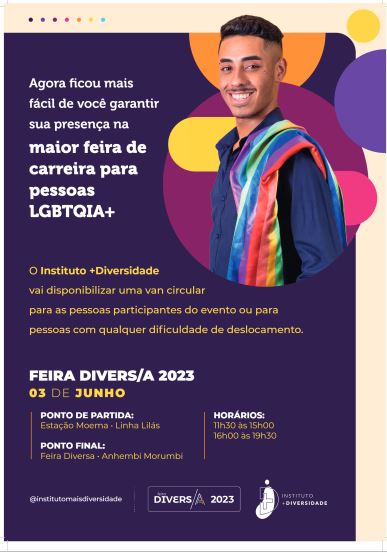 Agora ficou mais
fácil de você garantir
sua presença na
maior feira de
carreira para
pessoas
LGBTQIA+
O Instituto +Diversidade
vai disponibilizar uma van circular
para as pessoas participantes do evento ou para
pessoas com qualquer dificuldade de deslocamento.
FEIRA DIVERS/A 2023
03 DE JUNHO
PONTO DE PARTIDA:
Estação Moema • Linha Lilás
PONTO FINAL:
Feira Diversa • Anhembi Morumbi
HORÁRIOS:
11h30 às 15h00
16h00 às 19h30
@institutomaisdiversidade
feira
DIVERS/A 2023
INSTITUTO
+DIVERSIDADE